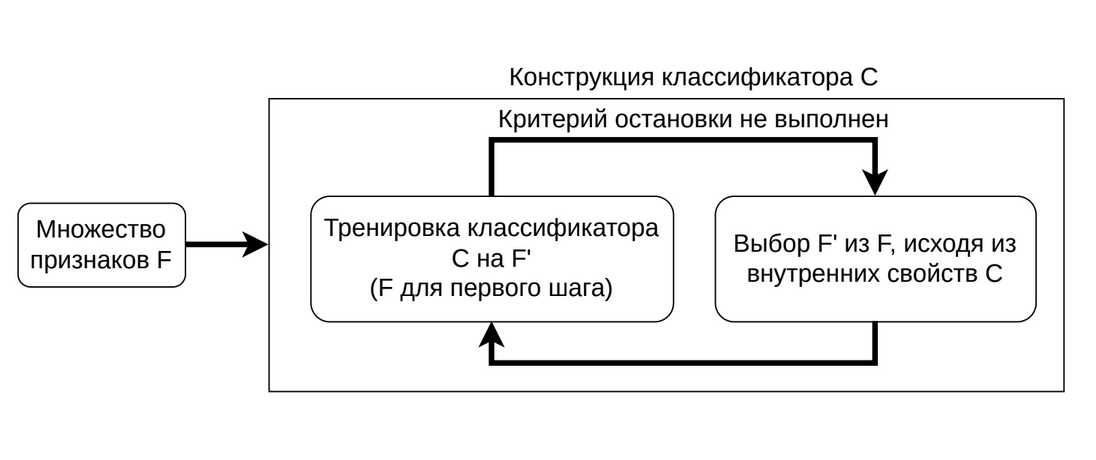 Конструкция классификатора C
Критерий остановки не выполнен
Множество
признаков F
Тренировка классификатора
C на F'
(F для первого шага)
Выбор F' из F, исходя из
внутренних свойств C